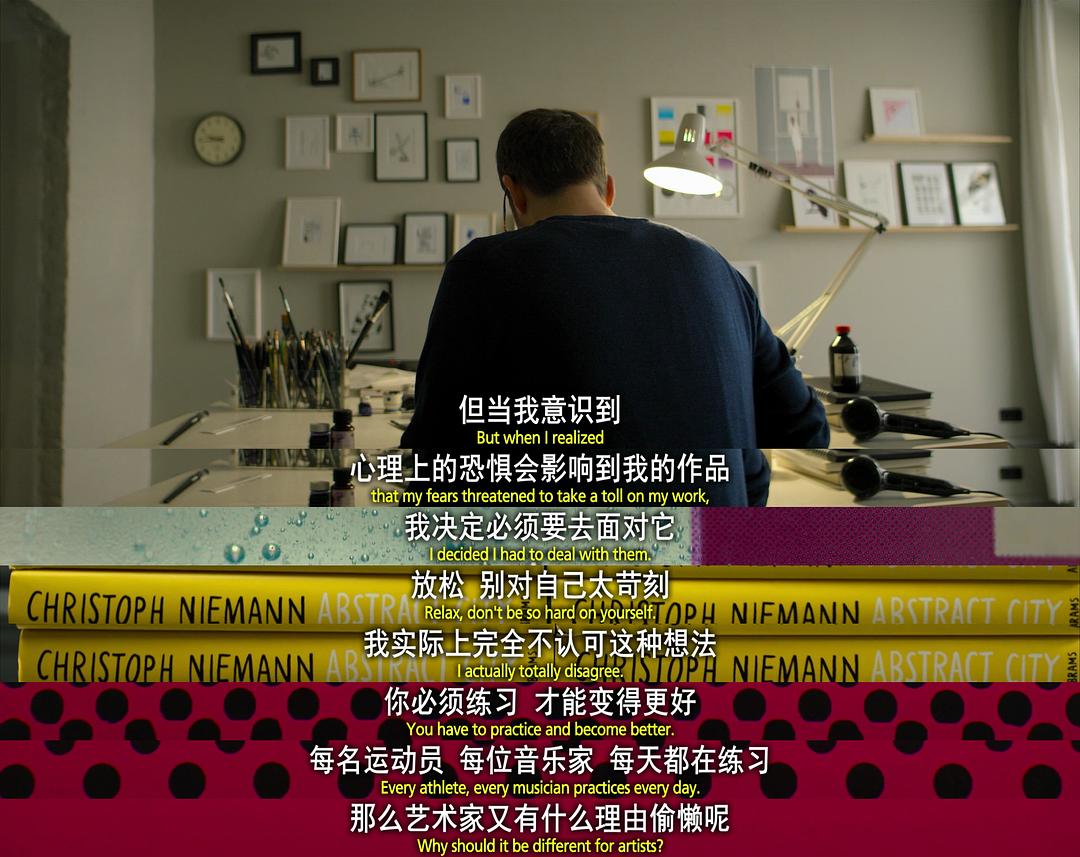 但当我意识到
But when I realized
心理上的恐惧会影响到我的作品
that my fears threatened to take a toll on my work,
我决定必须要去面对它
I decided I had to deal with them.
放松 别对自己太苛刻
Relax, don't be so hard on yourself.
CHRISTOPH NIEMANN ABSTRAC
NIEMANN ABSTRACT CITY
我实际上完全不认可这种想法
I actually totally disagree.
CHRISTOPH NIEMANN
NIEMANN ABSTRACT CITY
你必须练习 才能变得更好
You have to practice and become better.
每名运动员 每位音乐家 每天都在练习
Every athlete, every musician practices every day.
那么艺术家又有什么理由偷懒呢
Why should it be different for artists?